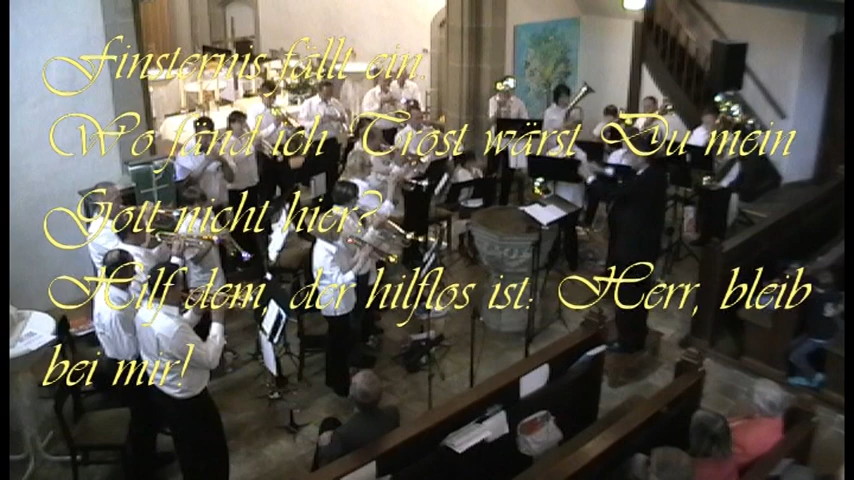 Finsternis fällt ein.
Wo fänd ich Trost wärst Du mein
Gott nicht hier?
Hilf dem, der hilflos ist: Herr, bleib
bei mir!